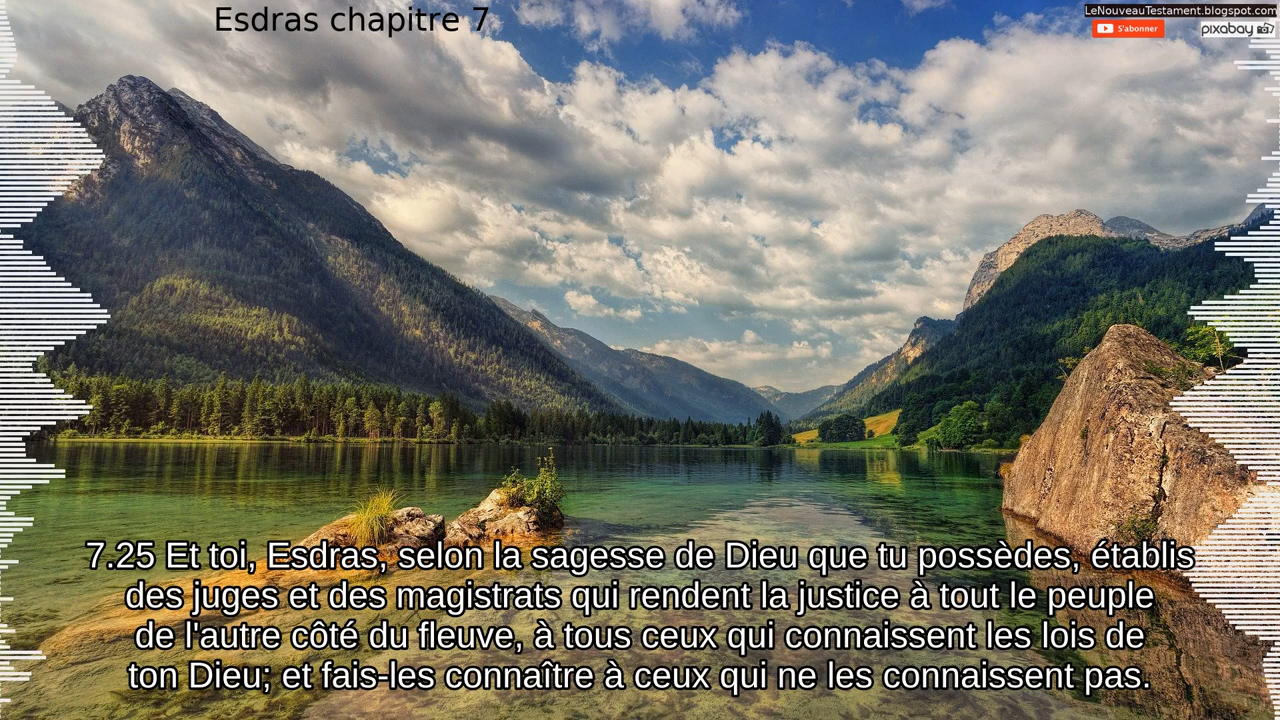 Esdras chapitre 7
LeNouveauTestament.blogspot.com
S'abonner
pixabay
7.25 Et toi, Esdras, selon la sagesse de Dieu que tu possèdes, établis
des juges et des magistrats qui rendent la justice à tout le peuple
de l'autre côté du fleuve, à tous ceux qui connaissent les lois de
ton Dieu; et fais-les connaître à ceux qui ne les connaissent pas.